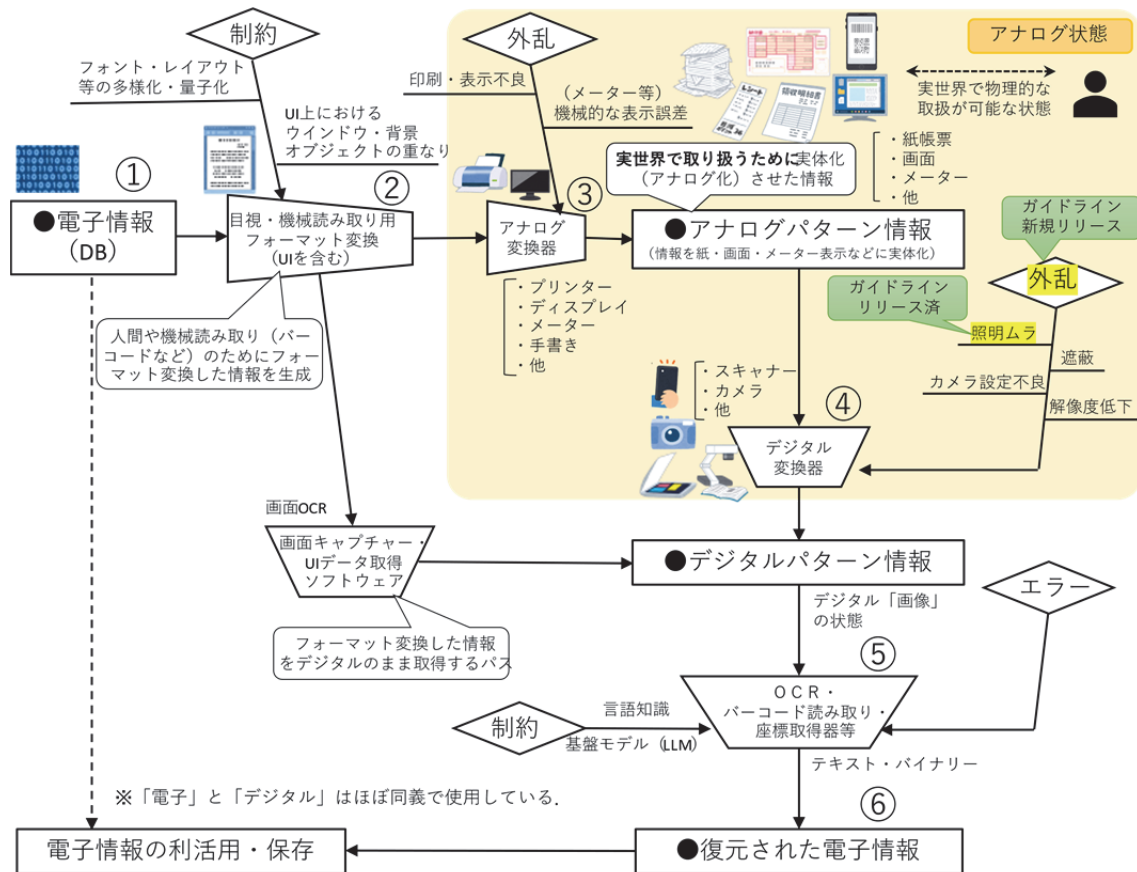 制約
フォント・レイアウト
等の多様化・量子化
UI上における
ウインドウ・背景
オブジェクトの重なり
外乱
印刷・表示不良
（メーター等）
機械的な表示誤差
アナログ状態
実世界で物理的な
取扱が可能な状態
①
●電子情報
（DB）
②
目視・機械読み取り用
フォーマット変換
（UIを含む）
人間や機械読み取り（バー
コードなど）のためにフォー
マット変換した情報を生成
③
アナログ
変換器
・プリンター
・ディスプレイ
・メーター
・手書き
・他
実世界で取り扱うために実体化
（アナログ化）させた情報
・紙帳票
・画面
・メーター
・他
●アナログパターン情報
（情報を紙・画面・メーター表示などに実体化）
ガイドライン
新規リリース
外乱
ガイドライン
リリース済
照明ムラ
遮蔽
カメラ設定不良
解像度低下
・スキャナー
・カメラ
・他
④
デジタル
変換器
画面OCR
画面キャプチャー・
UIデータ取得
ソフトウェア
フォーマット変換した情報
をデジタルのまま取得するパス
●デジタルパターン情報
デジタル「画像」
の状態
エラー
⑤
OCR・
バーコード読み取り・
座標取得器等
制約
言語知識
基盤モデル（LLM）
テキスト・バイナリー
※「電子」と「デジタル」はほぼ同義で使用している.
⑥
●復元された電子情報
電子情報の利活用・保存